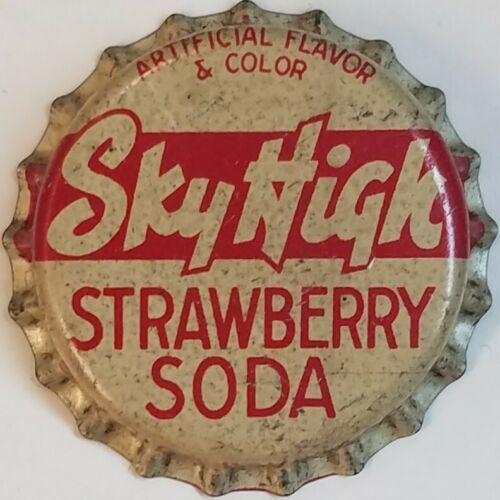 ARTIFICIAL FLAVOR
& COLOR
Sky High
STRAWBERRY
SODA